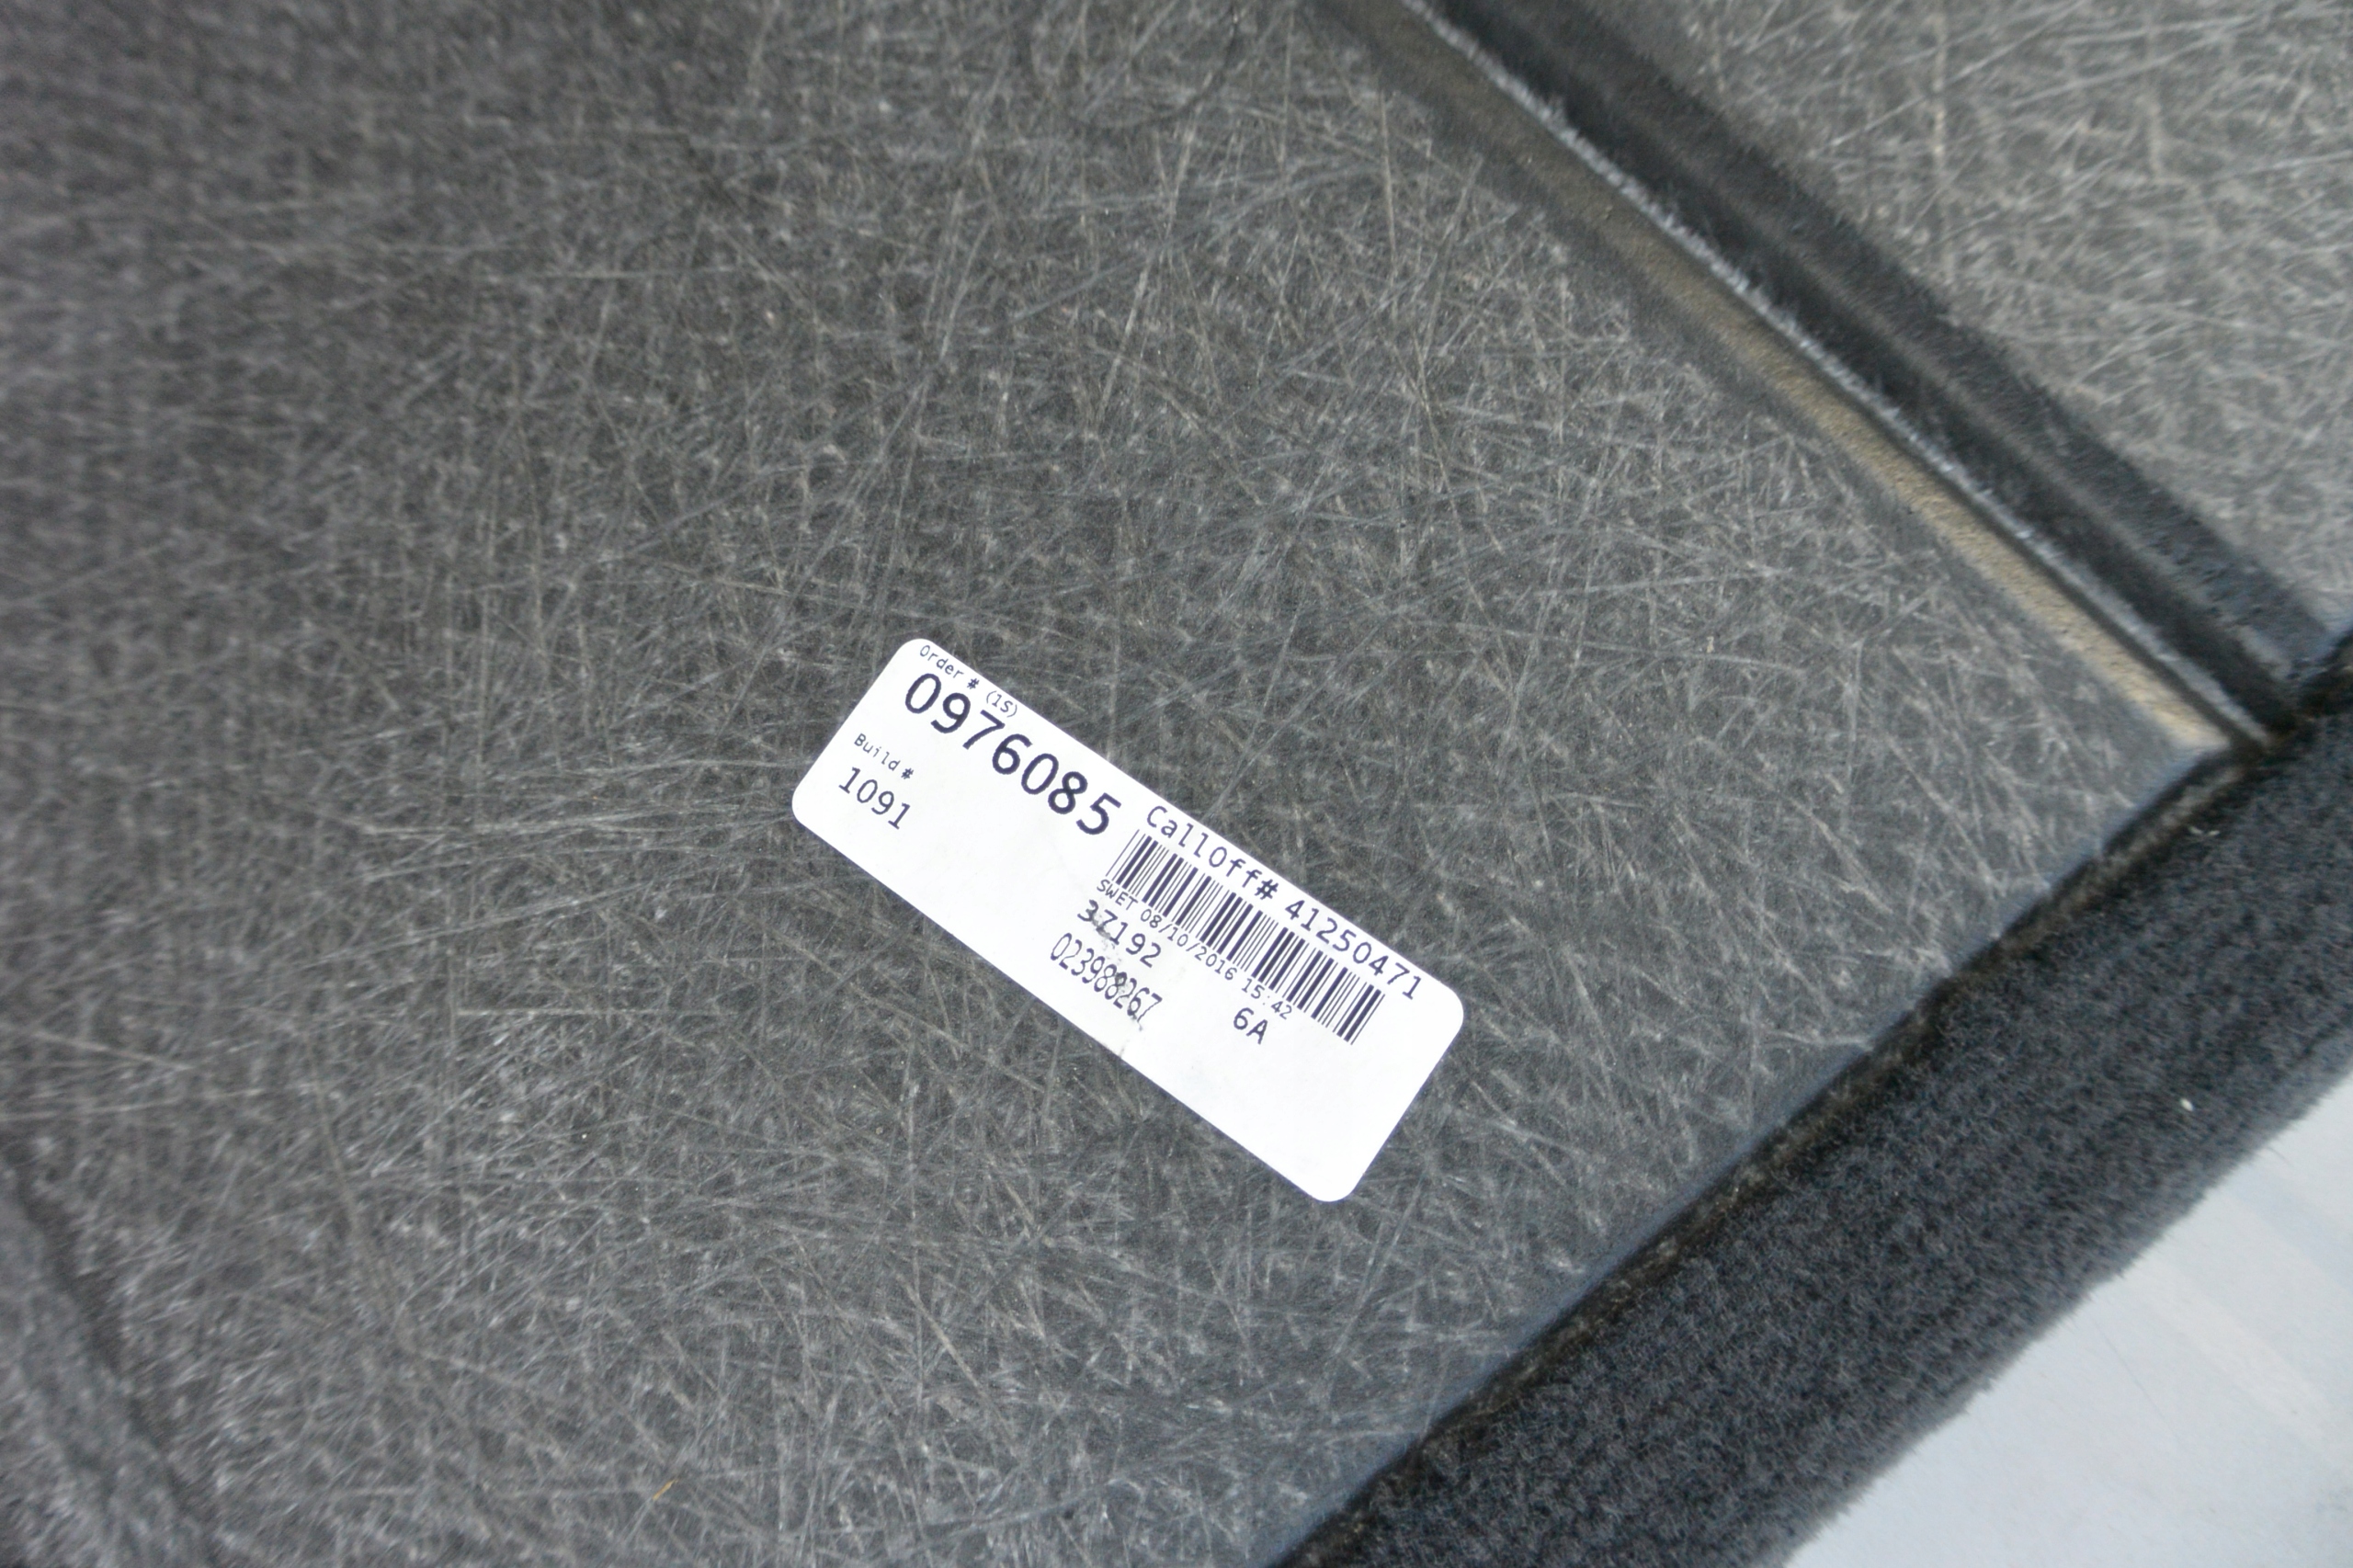 Order # (1S)
0976085
Build #
1091
CallOff# 41250471
SWET 08/10/2016 15:42
37192
6A
023988267